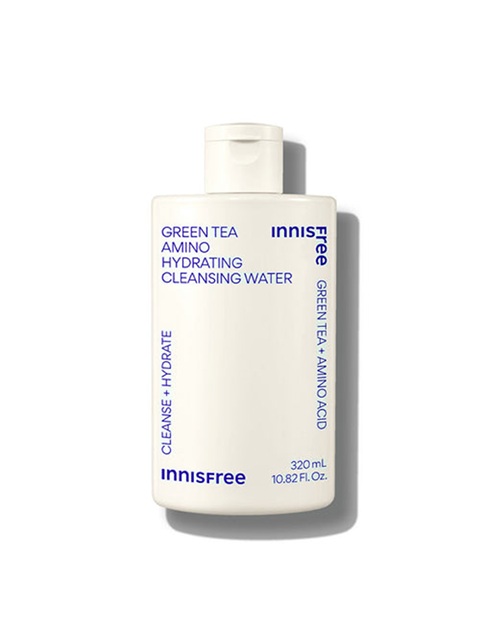 GREEN TEA
AMINO
HYDRATING
CLEANSING WATER
innisfree
GREEN TEA + AMINO ACID
CLEANSE + HYDRATE
innisfree
320 mL
10.82 Fl. Oz.